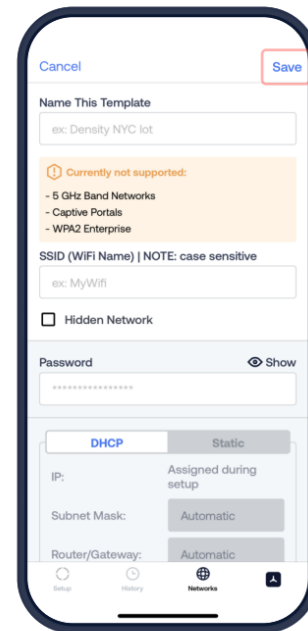 Cancel Save
Name This Template
ex: Density NYC lot
Currently not supported:
- 5 GHz Band Networks
- Captive Portals
- WPA2 Enterprise
SSID (WiFi Name) | NOTE: case sensitive
ex: MyWifi
Hidden Network
Password Show
****************
DHCP Static
IP: Assigned during
setup
Subnet Mask: Automatic
Router/Gateway: Automatic
Setup History Networks